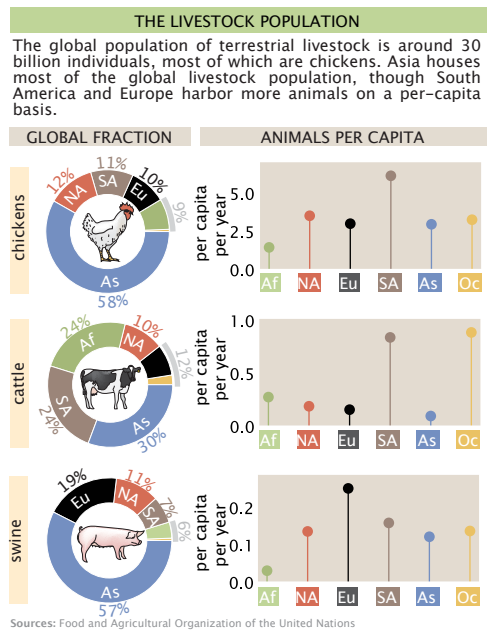 THE LIVESTOCK POPULATION
The global population of terrestrial livestock is around 30
billion individuals, most of which are chickens. Asia houses
most of the global livestock population, though South
America and Europe harbor more animals on a per-capita
basis.
GLOBAL FRACTION
ANIMALS PER CAPITA
chickens
12%
11%
10%
9%
NA
SA
Eu
As
58%
per capita
per year
5.0
2.5
0.0
Af
NA
Eu
SA
As
Oc
cattle
24%
10%
12%
Af
NA
SA
As
24%
30%
per capita
per year
1.0
0.5
0.0
Af
NA
Eu
SA
As
Oc
swine
19%
11%
7%
6%
Eu
NA
SA
As
57%
per capita
per year
0.2
0.1
0.0
Af
NA
Eu
SA
As
Oc
Sources: Food and Agricultural Organization of the United Nations